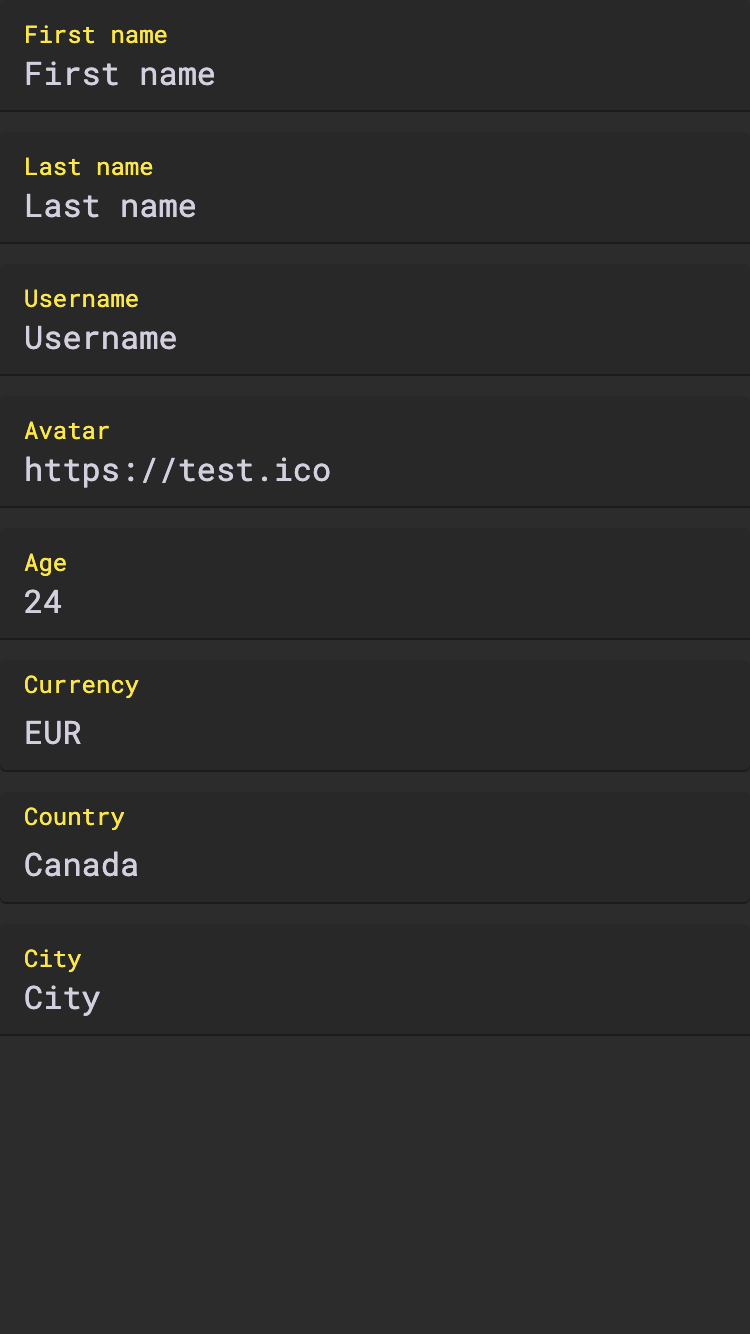 First name
First name
Last name
Last name
Username
Username
Avatar
https://test.ico
Age
24
Currency
EUR
Country
Canada
City
City